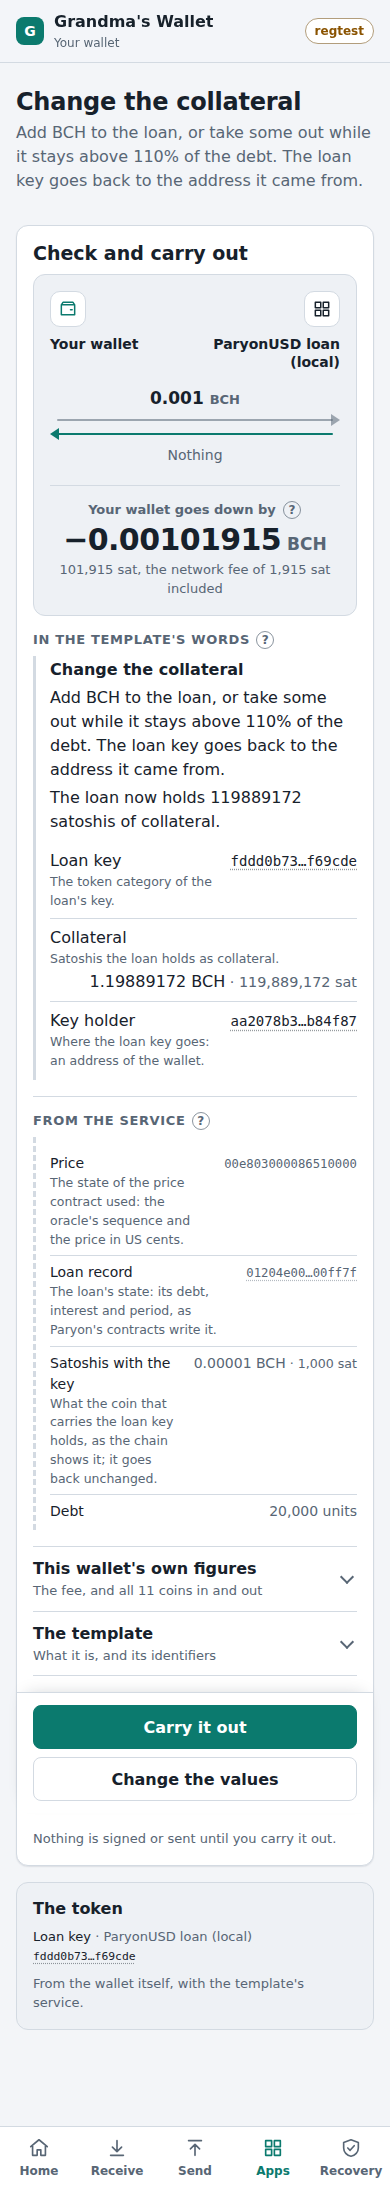 G
Grandma's Wallet
Your wallet
regtest
Change the collateral
Add BCH to the loan, or take some out while
it stays above 110% of the debt. The loan
key goes back to the address it came from.
Check and carry out
Your wallet
ParyonUSD loan
(local)
0.001 BCH
Nothing
Your wallet goes down by ?
−0.00101915 BCH
101,915 sat, the network fee of 1,915 sat
included
IN THE TEMPLATE'S WORDS ?
Change the collateral
Add BCH to the loan, or take some
out while it stays above 110% of the
debt. The loan key goes back to the
address it came from.
The loan now holds 119889172
satoshis of collateral.
Loan key
fddd0b73…f69cde
The token category of the
loan's key.
Collateral
Satoshis the loan holds as collateral.
1.19889172 BCH · 119,889,172 sat
Key holder
aa2078b3…b84f87
Where the loan key goes:
an address of the wallet.
FROM THE SERVICE ?
Price
00e803000086510000
The state of the price
contract used: the
oracle's sequence and
the price in US cents.
Loan record
01204e00…00ff7f
The loan's state: its debt,
interest and period, as
Paryon's contracts write it.
Satoshis with the
key
0.00001 BCH · 1,000 sat
What the coin that
carries the loan key
holds, as the chain
shows it; it goes
back unchanged.
Debt
20,000 units
This wallet's own figures
The fee, and all 11 coins in and out
The template
What it is, and its identifiers
Carry it out
Change the values
Nothing is signed or sent until you carry it out.
The token
Loan key · ParyonUSD loan (local)
fddd0b73…f69cde
From the wallet itself, with the template's
service.
Home
Receive
Send
Apps
Recovery